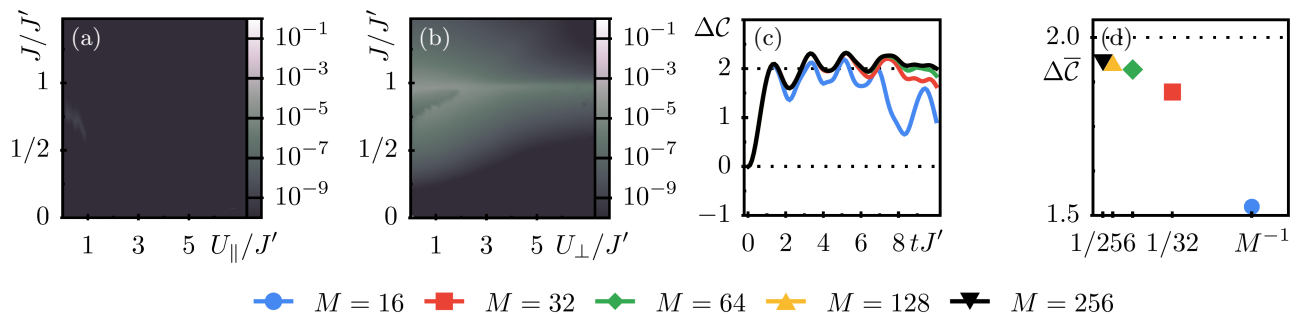 (a)
J/J′
1
1/2
0
1 3 5 U∥/J′
10⁻¹
10⁻³
10⁻⁵
10⁻⁷
10⁻⁹
(b)
J/J′
1
1/2
0
1 3 5 U⊥/J′
10⁻¹
10⁻³
10⁻⁵
10⁻⁷
10⁻⁹
(c)
ΔC
2
1
0
−1
0 2 4 6 8 tJ′
(d)
2.0
ΔC̅
1.5
1/256 1/32 M⁻¹
M = 16 M = 32 M = 64 M = 128 M = 256